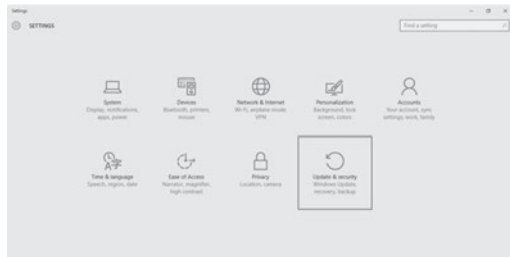 Settings
SETTINGS
Find a setting
System
Display, notifications,
apps, power
Devices
Bluetooth, printers,
mouse
Network & Internet
Wi-Fi, airplane mode,
VPN
Personalization
Background, lock
screen, colors
Accounts
Your account, sync
settings, work, family
Time & language
Speech, region, date
Ease of Access
Narrator, magnifier,
high contrast
Privacy
Location, camera
Update & security
Windows Update,
recovery, backup